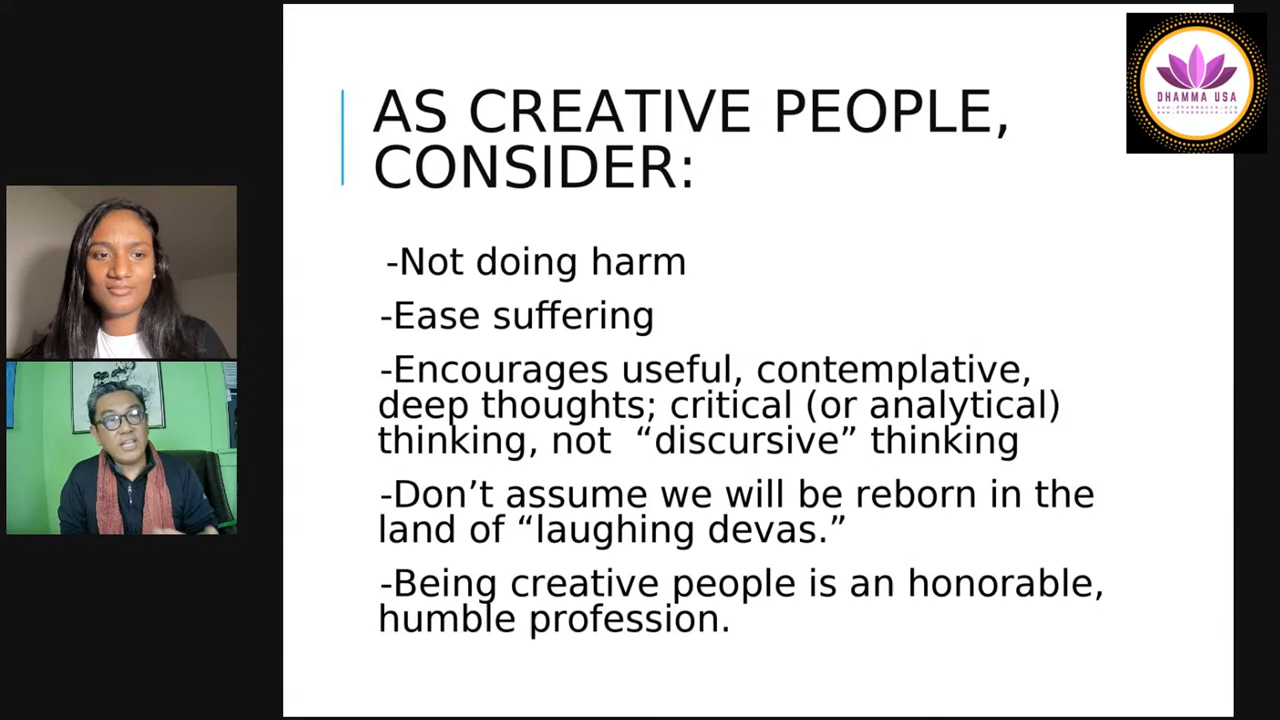 AS CREATIVE PEOPLE,
CONSIDER:
-Not doing harm
-Ease suffering
-Encourages useful, contemplative,
deep thoughts; critical (or analytical)
thinking, not  “discursive” thinking
-Don’t assume we will be reborn in the
land of “laughing devas.”
-Being creative people is an honorable,
humble profession.
DHAMMA USA